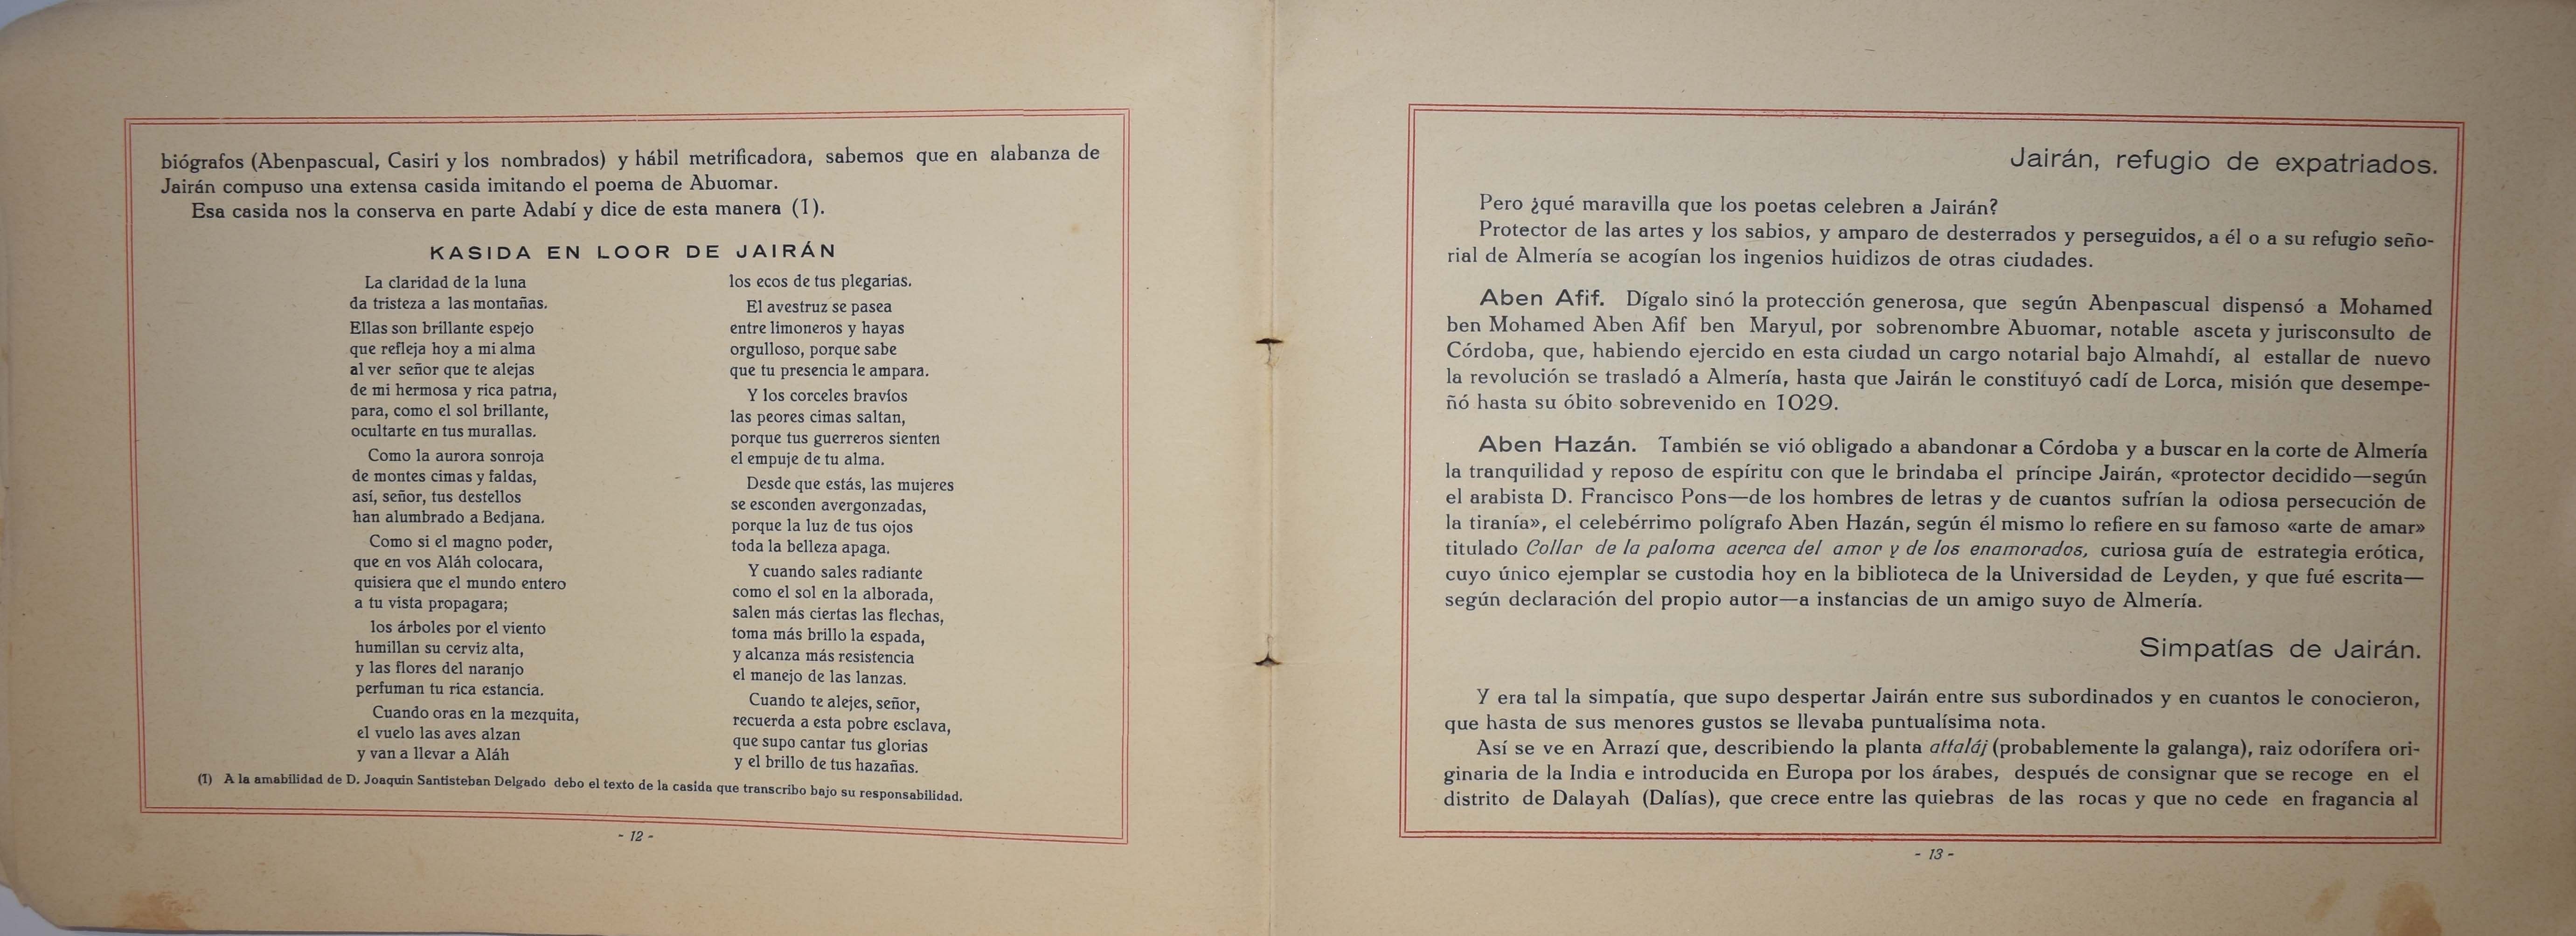 biógrafos (Abenpascual, Casiri y los nombrados) y hábil metrificadora, sabemos que en alabanza de
Jairán compuso una extensa casida imitando el poema de Abuomar.
Esa casida nos la conserva en parte Adabí y dice de esta manera (1).
KASIDA EN LOOR DE JAIRÁN
La claridad de la luna
da tristeza a las montañas.
Ellas son brillante espejo
que refleja hoy a mi alma
al ver señor que te alejas
de mi hermosa y rica patria,
para, como el sol brillante,
ocultarte en tus murallas.
Como la aurora sonroja
de montes cimas y faldas,
así, señor, tus destellos
han alumbrado a Bedjana.
Como si el magno poder,
que en vos Aláh colocara,
quisiera que el mundo entero
a tu vista propagara;
los árboles por el viento
humillan su cerviz alta,
y las flores del naranjo
perfuman tu rica estancia.
Cuando oras en la mezquita,
el vuelo las aves alzan
y van a llevar a Aláh
los ecos de tus plegarias.
El avestruz se pasea
entre limoneros y hayas
orgulloso, porque sabe
que tu presencia le ampara.
Y los corceles bravíos
las peores cimas saltan,
porque tus guerreros sienten
el empuje de tu alma.
Desde que estás, las mujeres
se esconden avergonzadas,
porque la luz de tus ojos
toda la belleza apaga.
Y cuando sales radiante
como el sol en la alborada,
salen más ciertas las flechas,
toma más brillo la espada,
y alcanza más resistencia
el manejo de las lanzas.
Cuando te alejes, señor,
recuerda a esta pobre esclava,
que supo cantar tus glorias
y el brillo de tus hazañas.
(1) A la amabilidad de D. Joaquin Santisteban Delgado debo el texto de la casida que transcribo bajo su responsabilidad.
- 12 -
Jairán, refugio de expatriados.
Pero ¿qué maravilla que los poetas celebren a Jairán?
Protector de las artes y los sabios, y amparo de desterrados y perseguidos, a él o a su refugio seño-
rial de Almería se acogían los ingenios huidizos de otras ciudades.
Aben Afif. Dígalo sinó la protección generosa, que según Abenpascual dispensó a Mohamed
ben Mohamed Aben Afif ben Maryul, por sobrenombre Abuomar, notable asceta y jurisconsulto de
Córdoba, que, habiendo ejercido en esta ciudad un cargo notarial bajo Almahdí, al estallar de nuevo
la revolución se trasladó a Almería, hasta que Jairán le constituyó cadí de Lorca, misión que desempe-
ñó hasta su óbito sobrevenido en 1029.
Aben Hazán. También se vió obligado a abandonar a Córdoba y a buscar en la corte de Almería
la tranquilidad y reposo de espíritu con que le brindaba el príncipe Jairán, «protector decidido—según
el arabista D. Francisco Pons—de los hombres de letras y de cuantos sufrían la odiosa persecución de
la tiranía», el celebérrimo polígrafo Aben Hazán, según él mismo lo refiere en su famoso «arte de amar»
titulado Collar de la paloma acerca del amor y de los enamorados, curiosa guía de estrategia erótica,
cuyo único ejemplar se custodia hoy en la biblioteca de la Universidad de Leyden, y que fué escrita—
según declaración del propio autor—a instancias de un amigo suyo de Almería.
Simpatías de Jairán.
Y era tal la simpatía, que supo despertar Jairán entre sus subordinados y en cuantos le conocieron,
que hasta de sus menores gustos se llevaba puntualísima nota.
Así se ve en Arrazí que, describiendo la planta attaláj (probablemente la galanga), raiz odorífera ori-
ginaria de la India e introducida en Europa por los árabes, después de consignar que se recoge en el
distrito de Dalayah (Dalías), que crece entre las quiebras de las rocas y que no cede en fragancia al
- 13 -